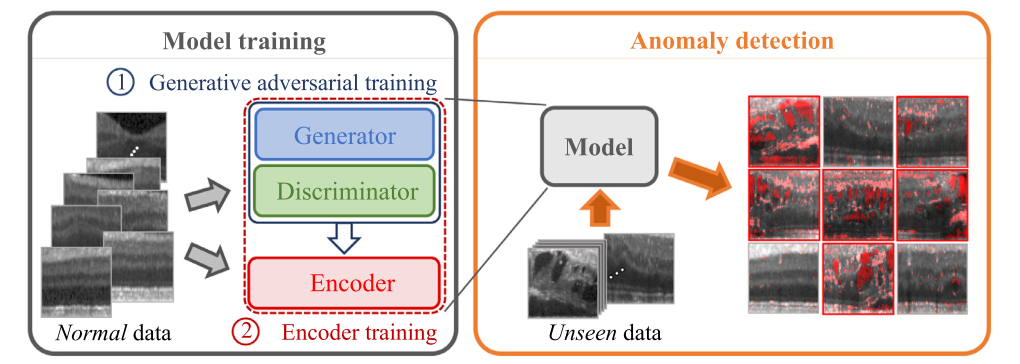 Model training
① Generative adversarial training
Generator
Discriminator
Encoder
② Encoder training
Normal data
Anomaly detection
Model
Unseen data